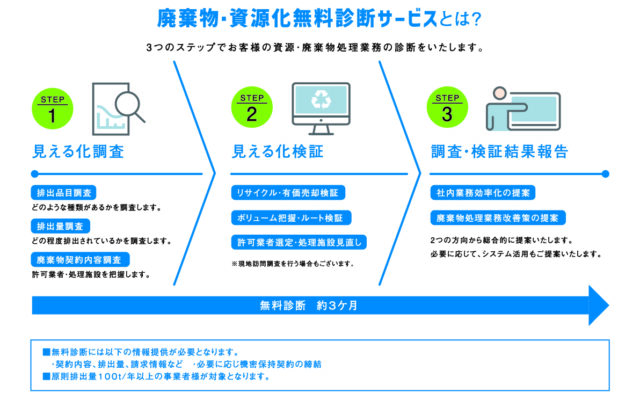 廃棄物・資源化無料診断サービスとは?
3つのステップでお客様の資源・廃棄物処理業務の診断をいたします。
STEP
1
見える化調査
排出品目調査
どのような種類があるかを調査します。
排出量調査
どの程度排出されているかを調査します。
廃棄物契約内容調査
許可業者・処理施設を把握します。
STEP
2
見える化検証
リサイクル・有価売却検証
ボリューム把握・ルート検証
許可業者選定・処理施設見直し
※現地訪問調査を行う場合もございます。
STEP
3
調査・検証結果報告
社内業務効率化の提案
廃棄物処理業務改善策の提案
2つの方向から総合的に提案いたします。
必要に応じて、システム活用もご提案いたします。
無料診断 約3ケ月
■無料診断には以下の情報提供が必要となります。
・契約内容、排出量、請求情報など ・必要に応じ機密保持契約の締結
■原則排出量100t/年以上の事業者様が対象となります。